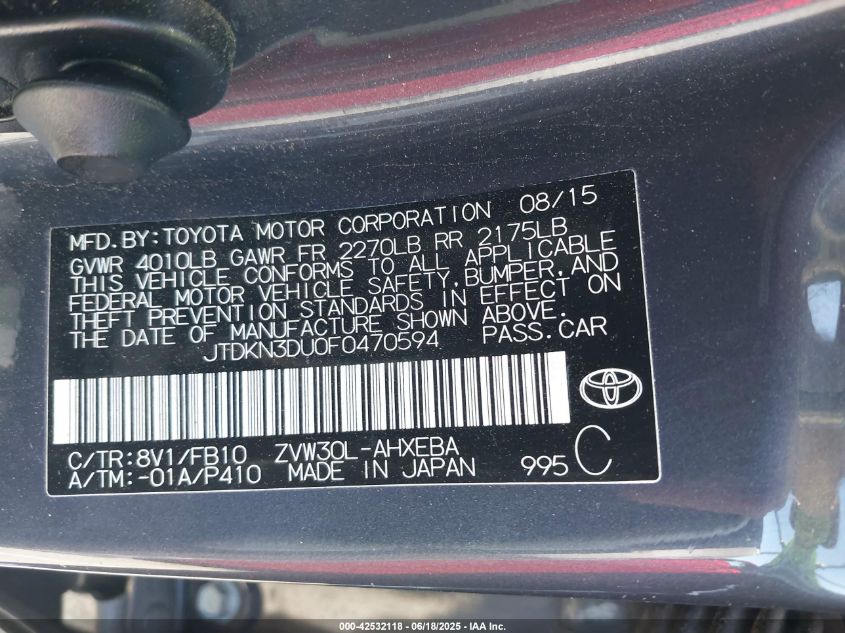 MFD. BY: TOYOTA MOTOR CORPORATION 08/15
GVWR 4010LB GAWR FR 2270LB RR 2175LB
THIS VEHICLE CONFORMS TO ALL APPLICABLE
FEDERAL MOTOR VEHICLE SAFETY, BUMPER, AND
THEFT PREVENTION STANDARDS IN EFFECT ON
THE DATE OF MANUFACTURE SHOWN ABOVE.
JTDKN3DU0F0470594 PASS. CAR
C/TR: 8V1/FB10 ZVW30L-AHXEBA
A/TM: -01A/P410 MADE IN JAPAN 995 C
000-42532118 - 06/18/2025 - IAA Inc.